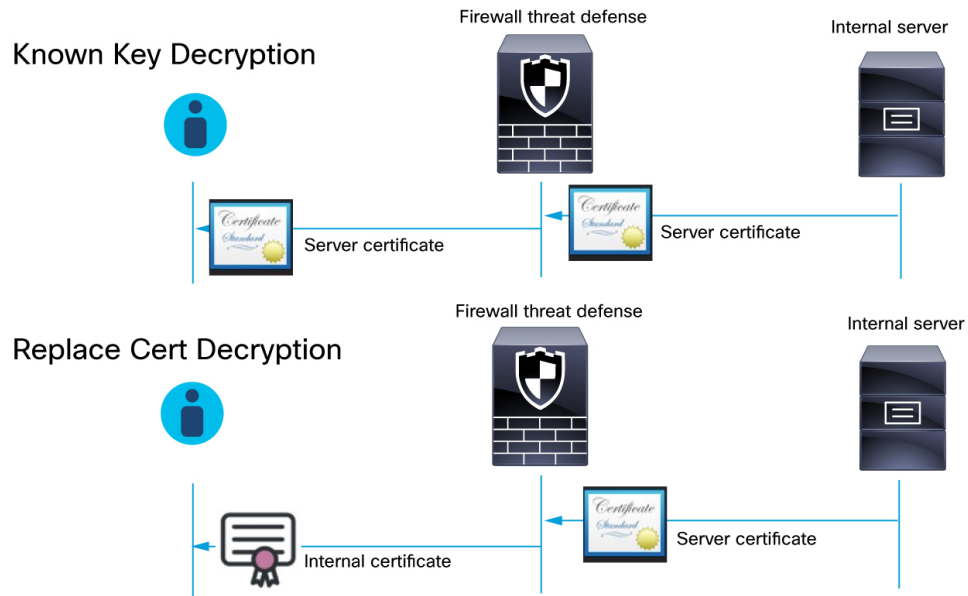 Firewall threat defense
Internal server
Known Key Decryption
Certificate
Standard
Server certificate
Certificate
Standard
Server certificate
Firewall threat defense
Internal server
Replace Cert Decryption
Certificate
Standard
Server certificate
Internal certificate